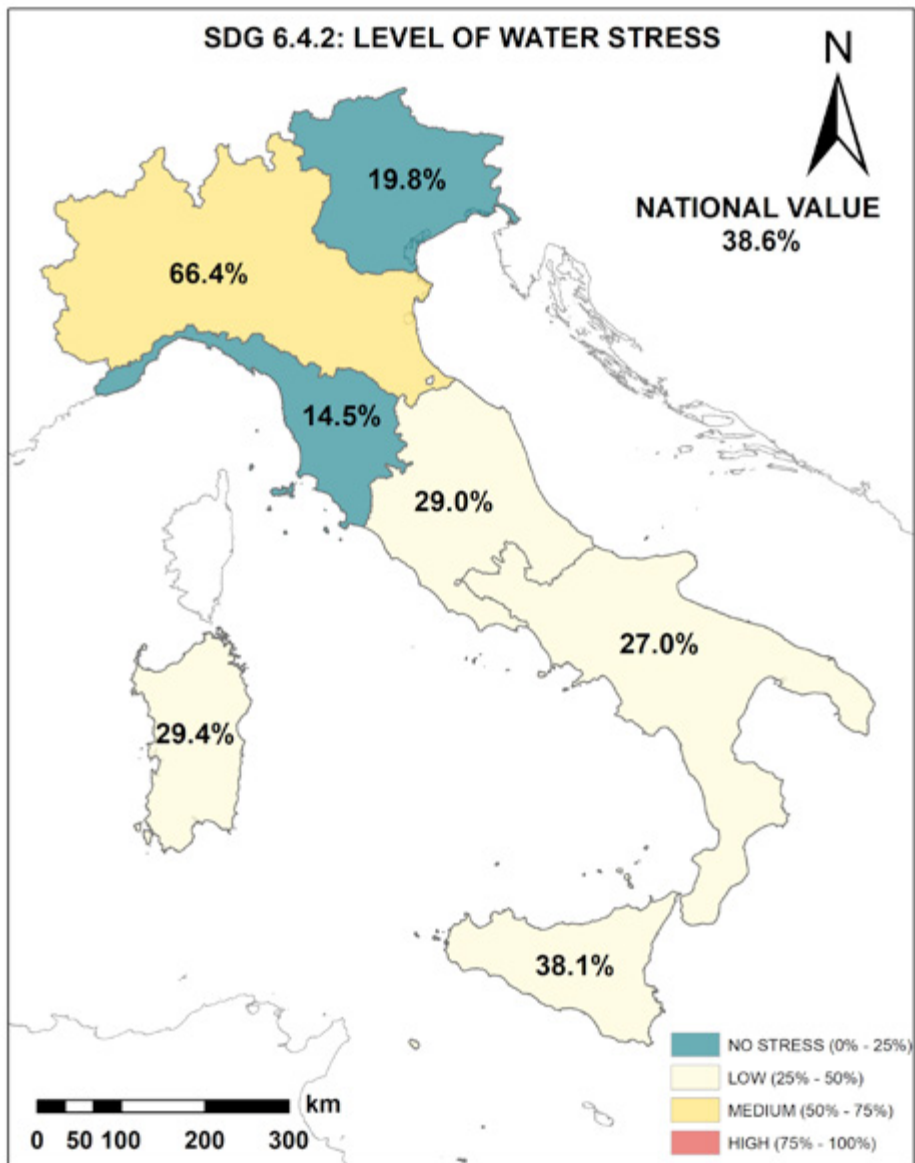 SDG 6.4.2: LEVEL OF WATER STRESS
N
NATIONAL VALUE
38.6%
19.8%
66.4%
14.5%
29.0%
27.0%
29.4%
38.1%
NO STRESS (0% - 25%)
LOW (25% - 50%)
MEDIUM (50% - 75%)
HIGH (75% - 100%)
km
0 50 100 200 300